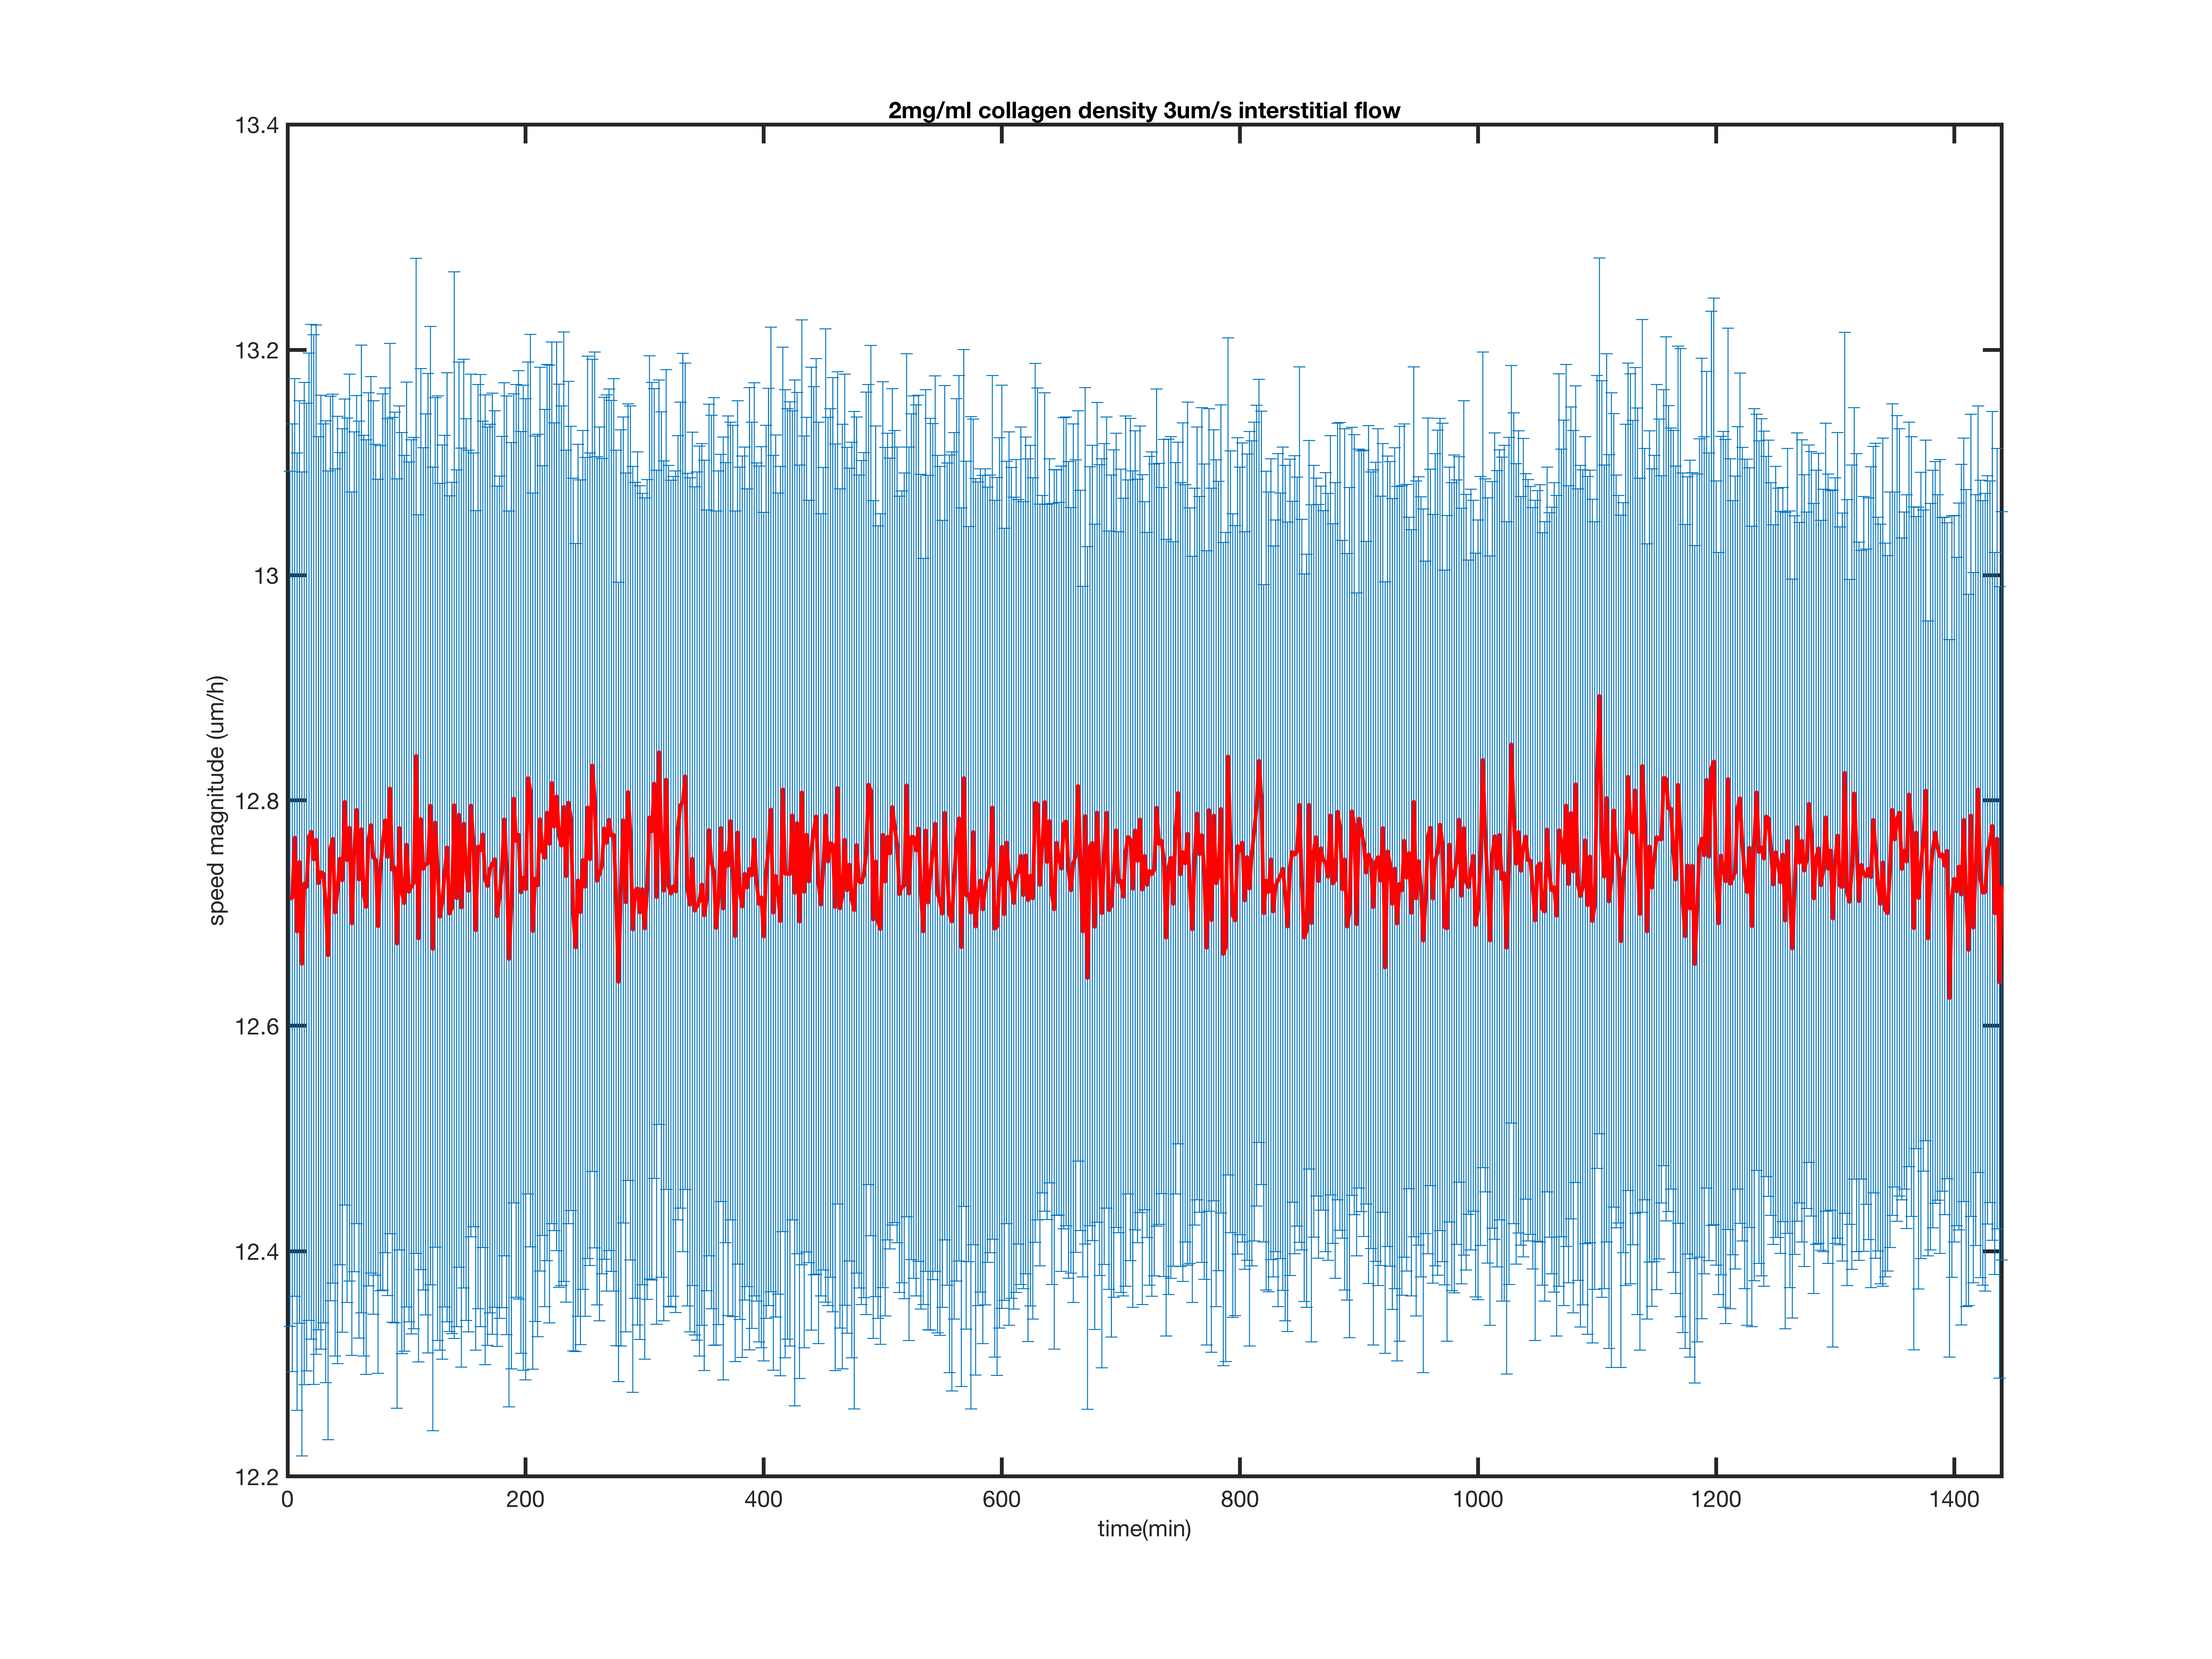 2mg/ml collagen density 3um/s interstitial flow
13.4
13.2
13
12.8
12.6
12.4
12.2
speed magnitude (um/h)
0 200 400 600 800 1000 1200 1400
time(min)